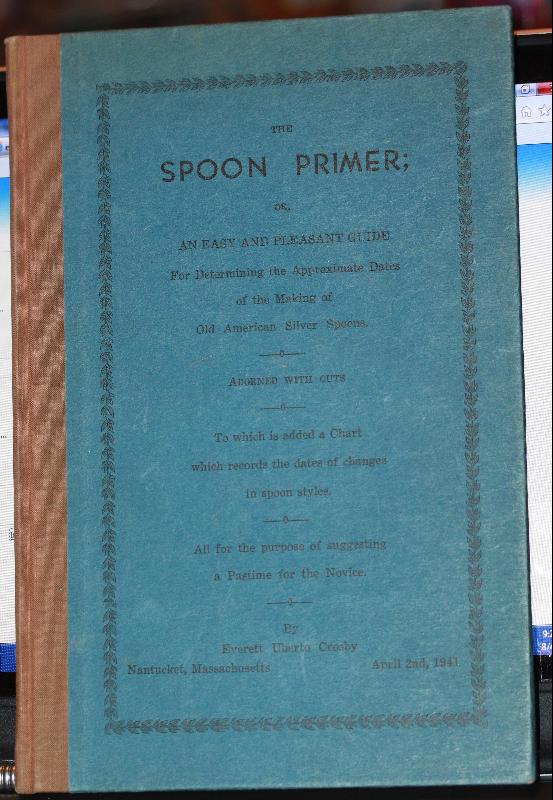 THE
SPOON PRIMER;
OR,
AN EASY AND PLEASANT GUIDE
For Determining the Approximate Dates
of the Making of
Old American Silver Spoons.
ADORNED WITH CUTS
To which is added a Chart
which records the dates of changes
in spoon styles.
All for the purpose of suggesting
a Pastime for the Novice.
By
Everett Uberto Crosby
Nantucket, Massachusetts April 2nd, 1941